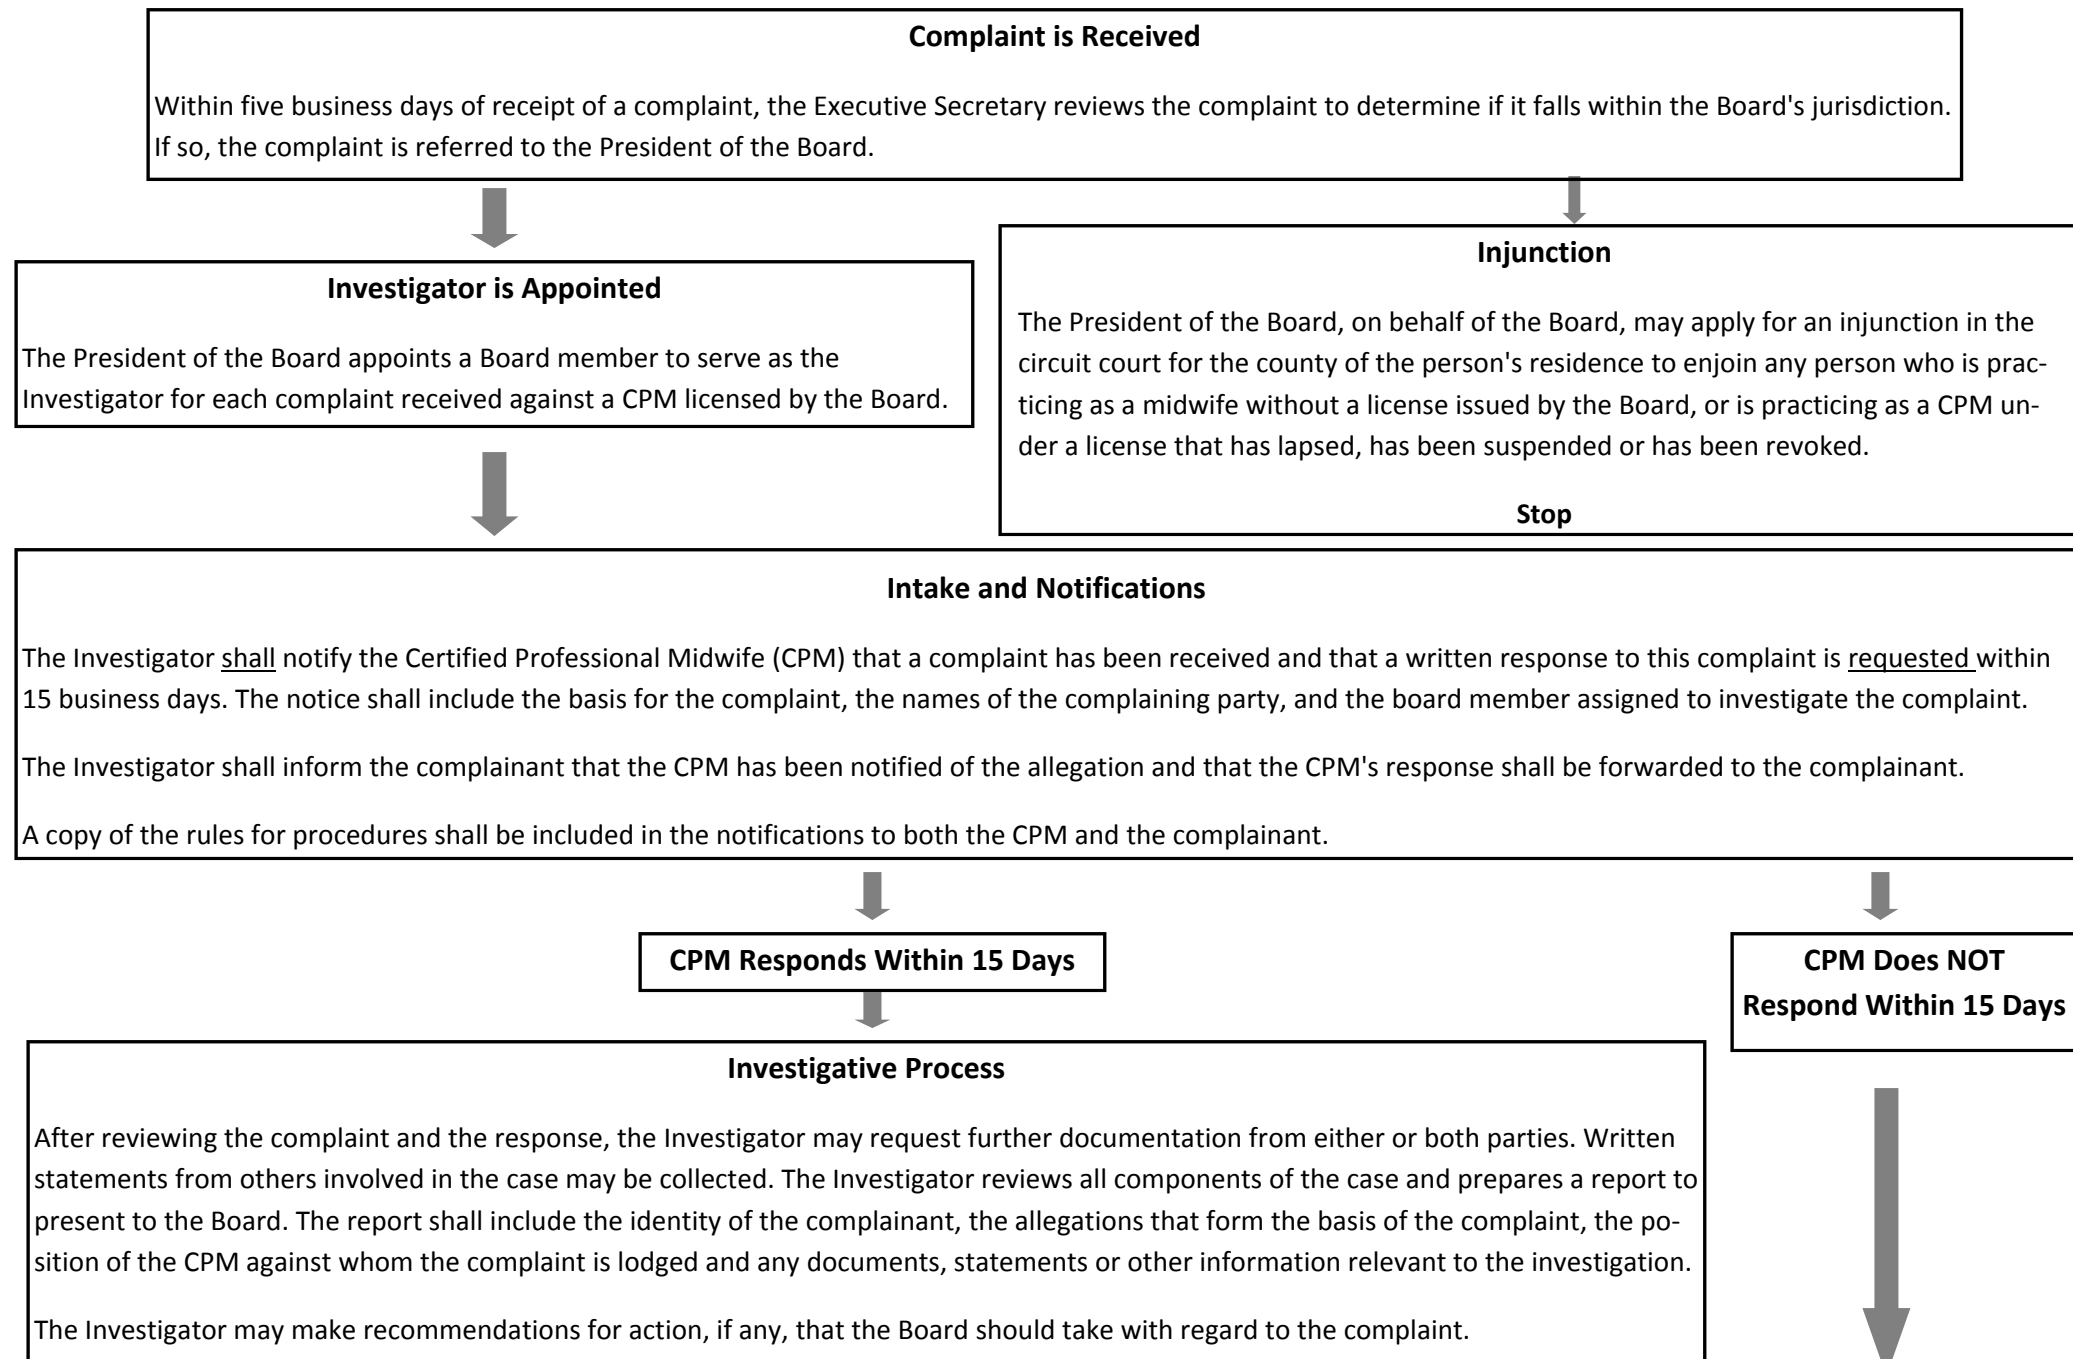 Complaint is Received
Within five business days of receipt of a complaint, the Executive Secretary reviews the complaint to determine if it falls within the Board's jurisdiction.
If so, the complaint is referred to the President of the Board.
Investigator is Appointed
The President of the Board appoints a Board member to serve as the
Investigator for each complaint received against a CPM licensed by the Board.
Injunction
The President of the Board, on behalf of the Board, may apply for an injunction in the
circuit court for the county of the person's residence to enjoin any person who is prac-
ticing as a midwife without a license issued by the Board, or is practicing as a CPM un-
der a license that has lapsed, has been suspended or has been revoked.
Stop
Intake and Notifications
The Investigator shall notify the Certified Professional Midwife (CPM) that a complaint has been received and that a written response to this complaint is requested within
15 business days. The notice shall include the basis for the complaint, the names of the complaining party, and the board member assigned to investigate the complaint.
The Investigator shall inform the complainant that the CPM has been notified of the allegation and that the CPM's response shall be forwarded to the complainant.
A copy of the rules for procedures shall be included in the notifications to both the CPM and the complainant.
CPM Responds Within 15 Days
CPM Does NOT
Respond Within 15 Days
Investigative Process
After reviewing the complaint and the response, the Investigator may request further documentation from either or both parties. Written
statements from others involved in the case may be collected. The Investigator reviews all components of the case and prepares a report to
present to the Board. The report shall include the identity of the complainant, the allegations that form the basis of the complaint, the po-
sition of the CPM against whom the complaint is lodged and any documents, statements or other information relevant to the investigation.
The Investigator may make recommendations for action, if any, that the Board should take with regard to the complaint.